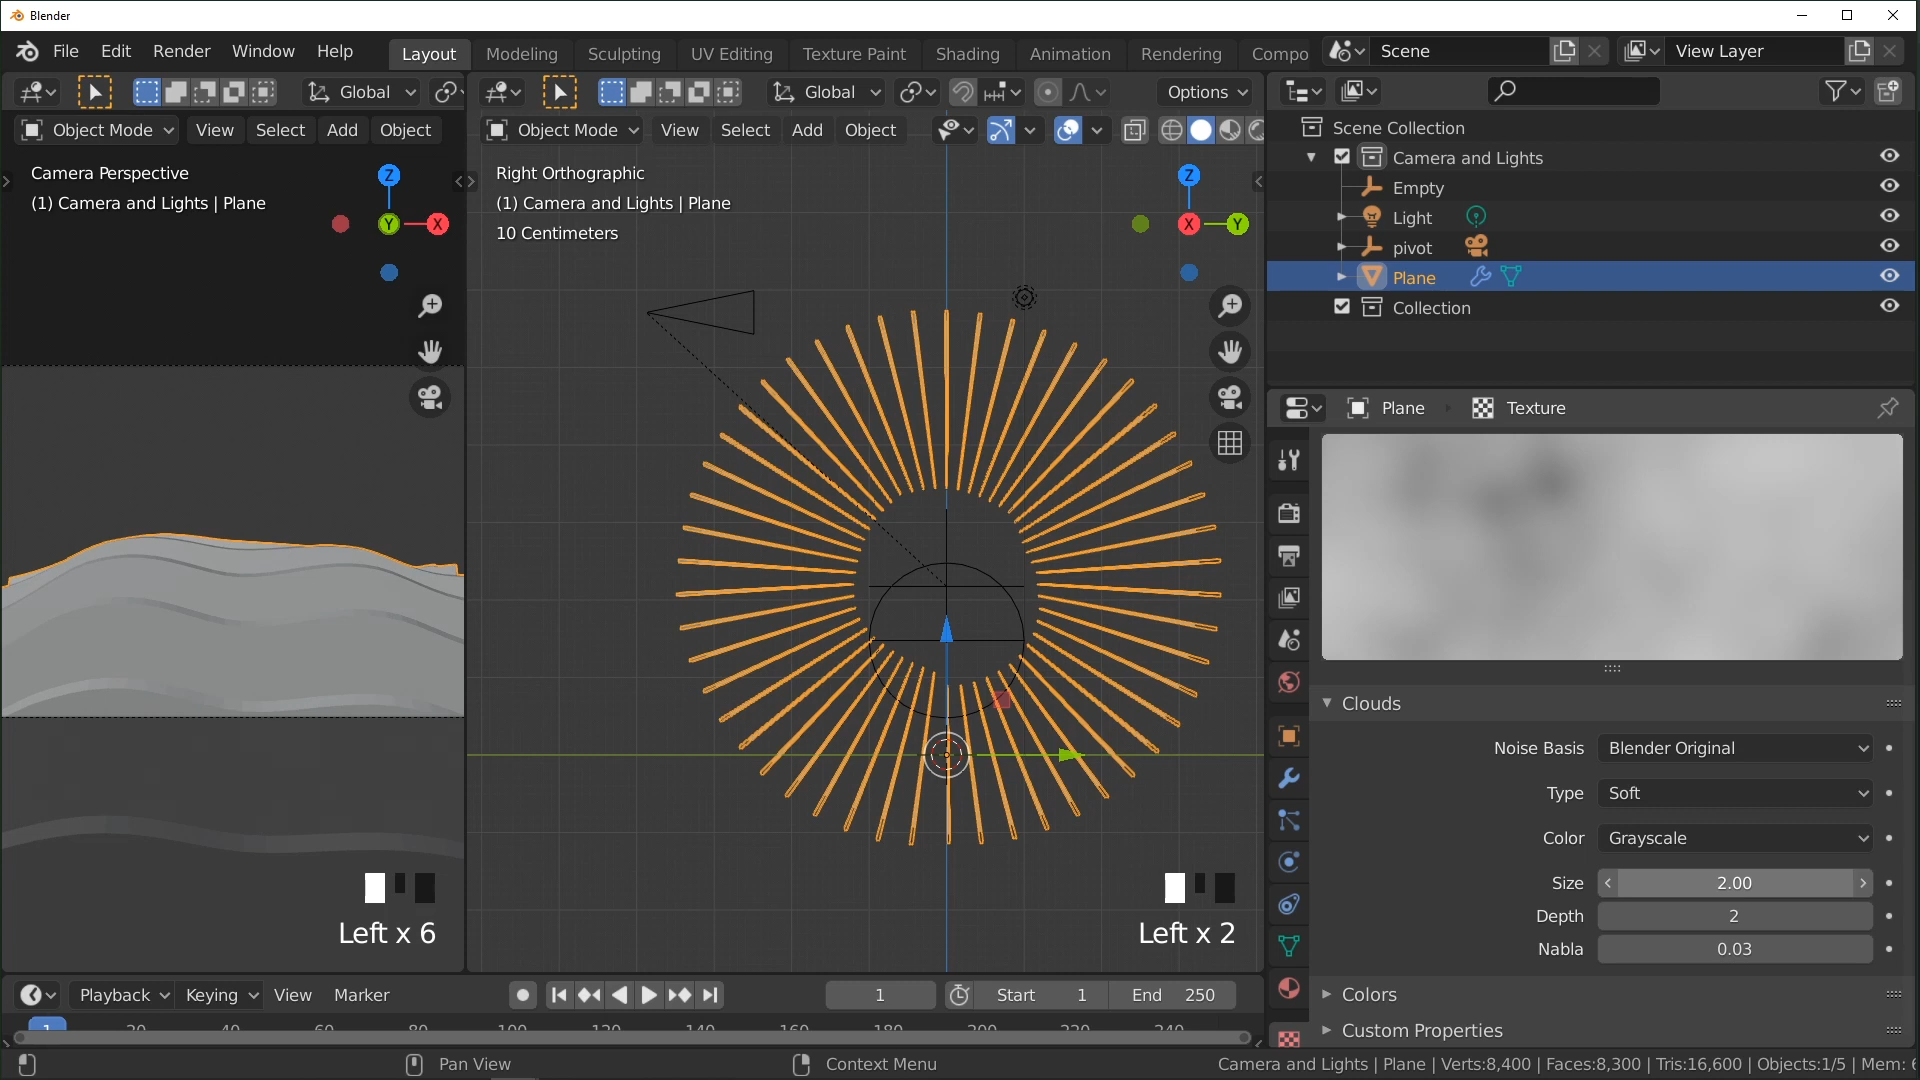 Blender
File Edit Render Window Help Layout Modeling Sculpting UV Editing Texture Paint Shading Animation Rendering Compo Scene View Layer
Global
Global
Options
Object Mode View Select Add Object
Object Mode View Select Add Object
Camera Perspective
(1) Camera and Lights | Plane
Z
Y
X
Left x 6
Right Orthographic
(1) Camera and Lights | Plane
10 Centimeters
Z
X
Y
Left x 2
Scene Collection
Camera and Lights
Empty
Light
pivot
Plane
Collection
Plane Texture
Clouds
Noise Basis Blender Original
Type Soft
Color Grayscale
Size 2.00
Depth 2
Nabla 0.03
Colors
Custom Properties
Playback Keying View Marker 1 Start 1 End 250
1 20 40 60 80 100 120 140 160 180 200 220 240
Pan View Context Menu Camera and Lights | Plane | Verts:8,400 | Faces:8,300 | Tris:16,600 | Objects:1/5 | Mem: